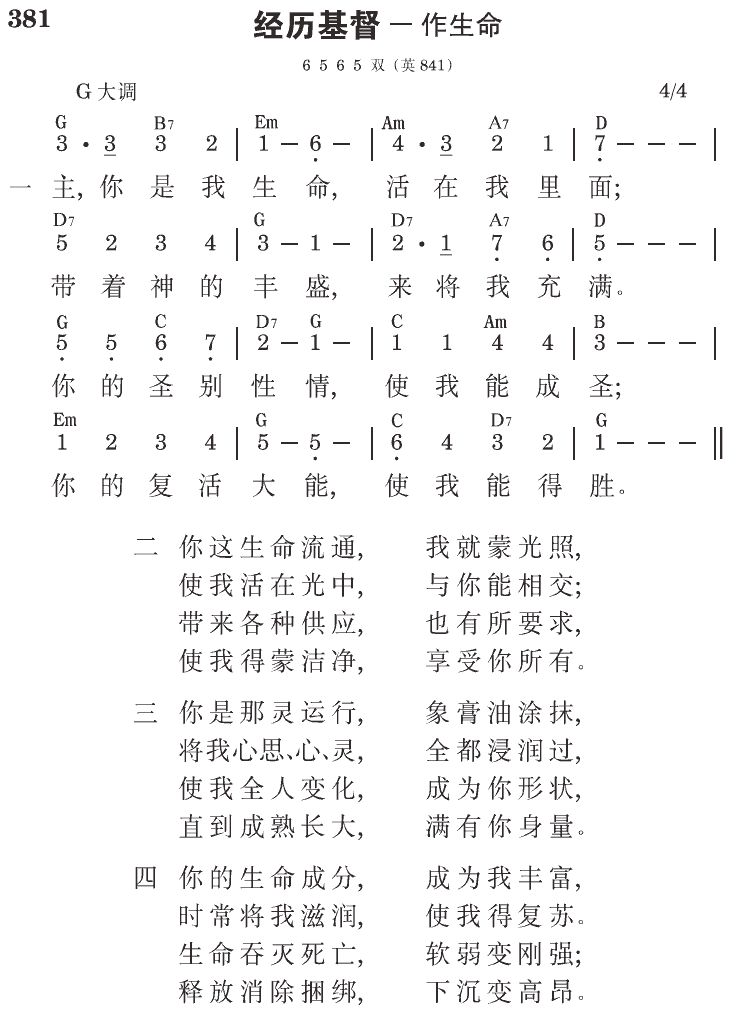 381 经历基督 — 作生命
6 5 6 5 双 (英 841)
G 大调 4/4
G B7 Em Am A7 D
3 · 3 3 2 | 1 — 6 — | 4 · 3 2 1 | 7 — — — |
一 主, 你 是 我 生 命, 活 在 我 里 面;
D7 G D7 A7 D
5 2 3 4 | 3 — 1 — | 2 · 1 7 6 | 5 — — — |
带 着 神 的 丰 盛, 来 将 我 充 满。
G C D7 G C Am B
5 5 6 7 | 2 — 1 — | 1 1 4 4 | 3 — — — |
你 的 圣 别 性 情, 使 我 能 成 圣;
Em G C D7 G
1 2 3 4 | 5 — 5 — | 6 4 3 2 | 1 — — — ‖
你 的 复 活 大 能, 使 我 能 得 胜。
二 你这生命流通, 我就蒙光照,
使我活在光中, 与你能相交;
带来各种供应, 也有所要求,
使我得蒙洁净, 享受你所有。
三 你是那灵运行, 象膏油涂抹,
将我心思、心、灵, 全都浸润过,
使我全人变化, 成为你形状,
直到成熟长大, 满有你身量。
四 你的生命成分, 成为我丰富,
时常将我滋润, 使我得复苏。
生命吞灭死亡, 软弱变刚强;
释放消除捆绑, 下沉变高昂。